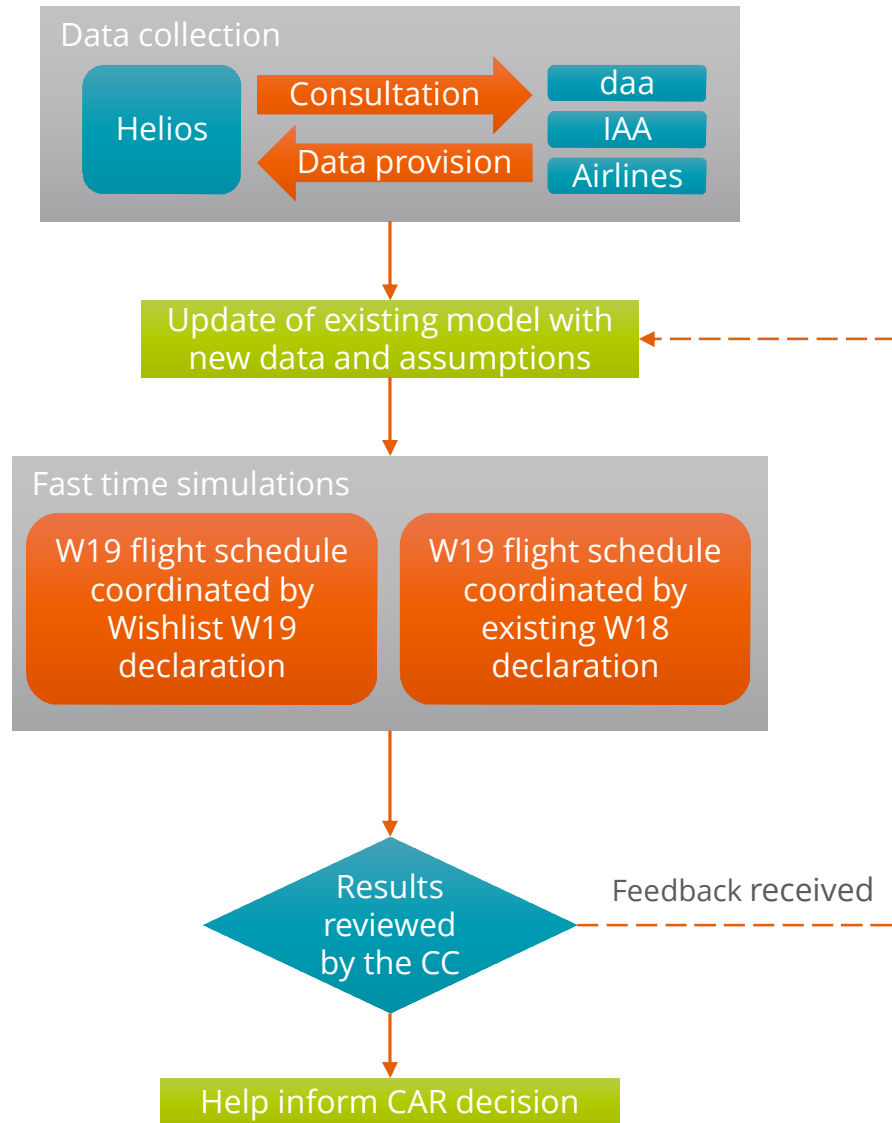 Data collection
Helios
Consultation
Data provision
daa
IAA
Airlines
Update of existing model with
new data and assumptions
Fast time simulations
W19 flight schedule
coordinated by
Wishlist W19
declaration
W19 flight schedule
coordinated by
existing W18
declaration
Results
reviewed
by the CC
Feedback received
Help inform CAR decision